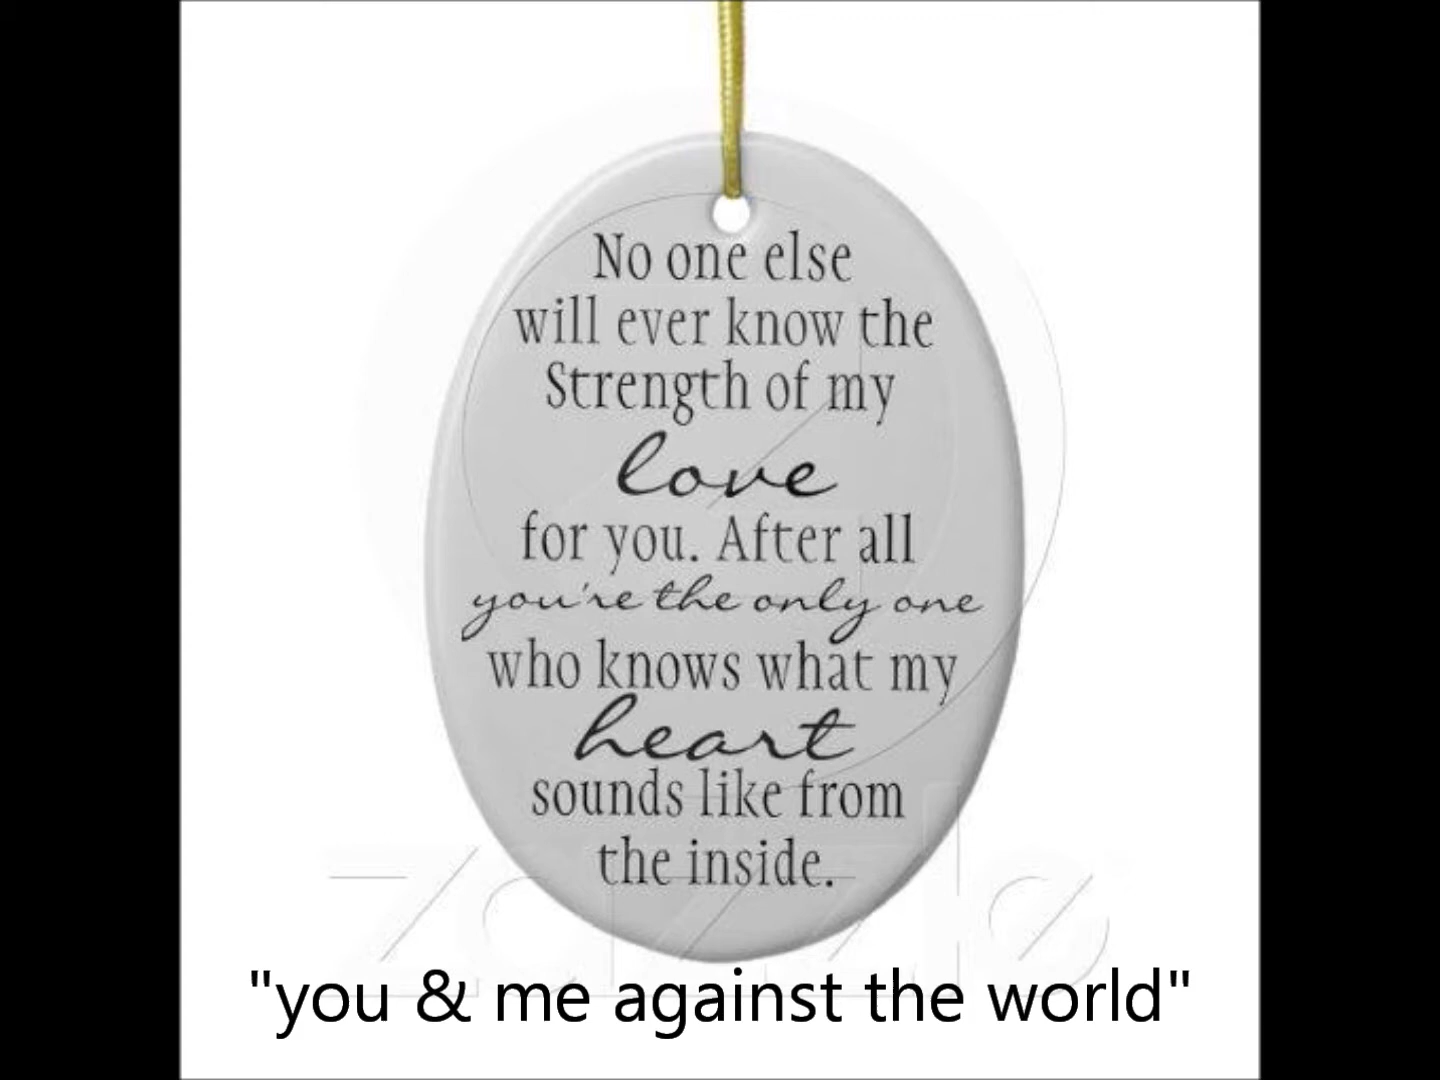 No one else
will ever know the
Strength of my
love
for you. After all
you're the only one
who knows what my
heart
sounds like from
the inside.
zazzle
"you & me against the world"